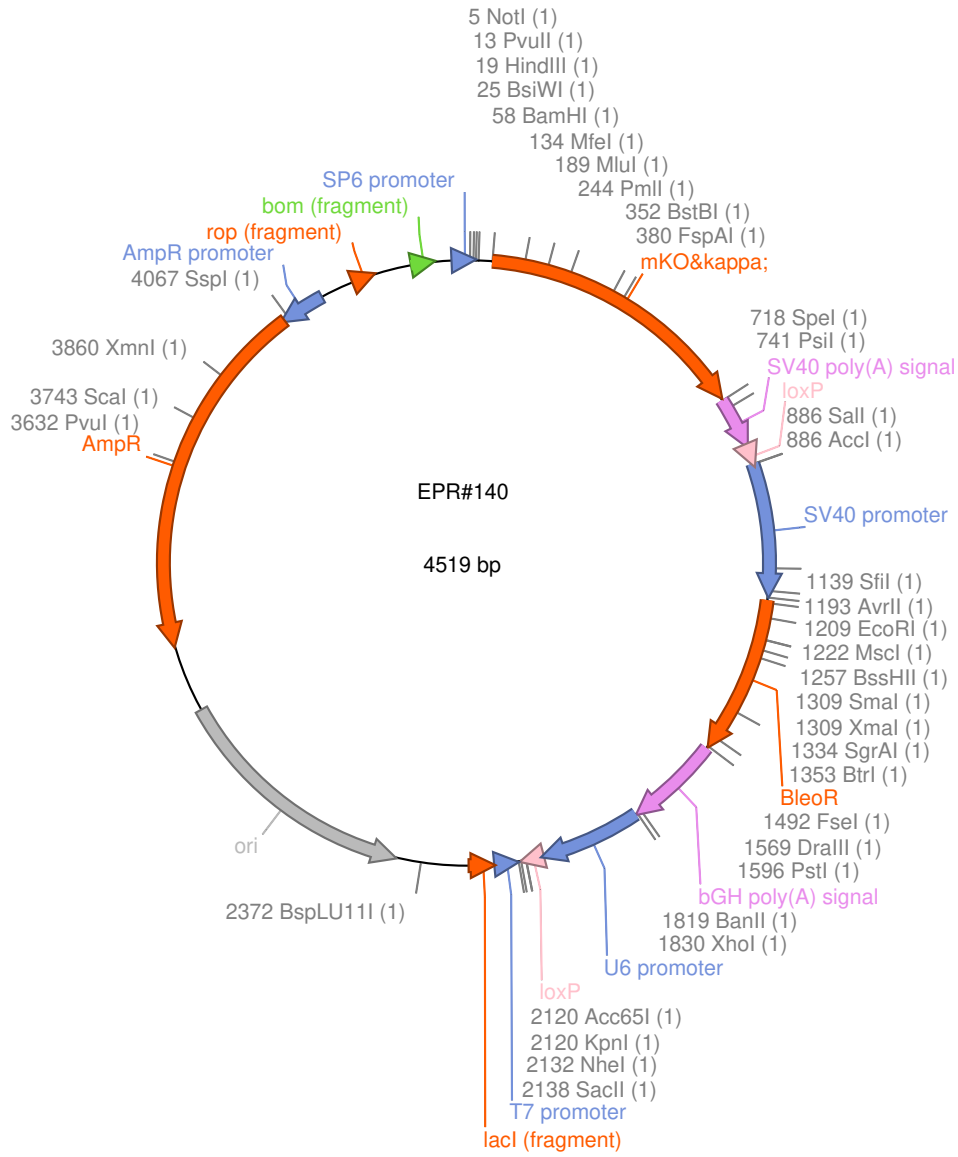 5 NotI (1)
13 PvuII (1)
19 HindIII (1)
25 BsiWI (1)
58 BamHI (1)
134 MfeI (1)
189 MluI (1)
244 PmlI (1)
352 BstBI (1)
380 FspAI (1)
mKO&kappa;
718 SpeI (1)
741 PsiI (1)
SV40 poly(A) signal
loxP
886 SalI (1)
886 AccI (1)
SV40 promoter
1139 SfiI (1)
1193 AvrII (1)
1209 EcoRI (1)
1222 MscI (1)
1257 BssHII (1)
1309 SmaI (1)
1309 XmaI (1)
1334 SgrAI (1)
1353 BtrI (1)
BleoR
1492 FseI (1)
1569 DraIII (1)
1596 PstI (1)
bGH poly(A) signal
1819 BanII (1)
1830 XhoI (1)
U6 promoter
loxP
2120 Acc65I (1)
2120 KpnI (1)
2132 NheI (1)
2138 SacII (1)
T7 promoter
lacI (fragment)
2372 BspLU11I (1)
ori
AmpR
3632 PvuI (1)
3743 ScaI (1)
3860 XmnI (1)
4067 SspI (1)
AmpR promoter
rop (fragment)
bom (fragment)
SP6 promoter
EPR#140
4519 bp